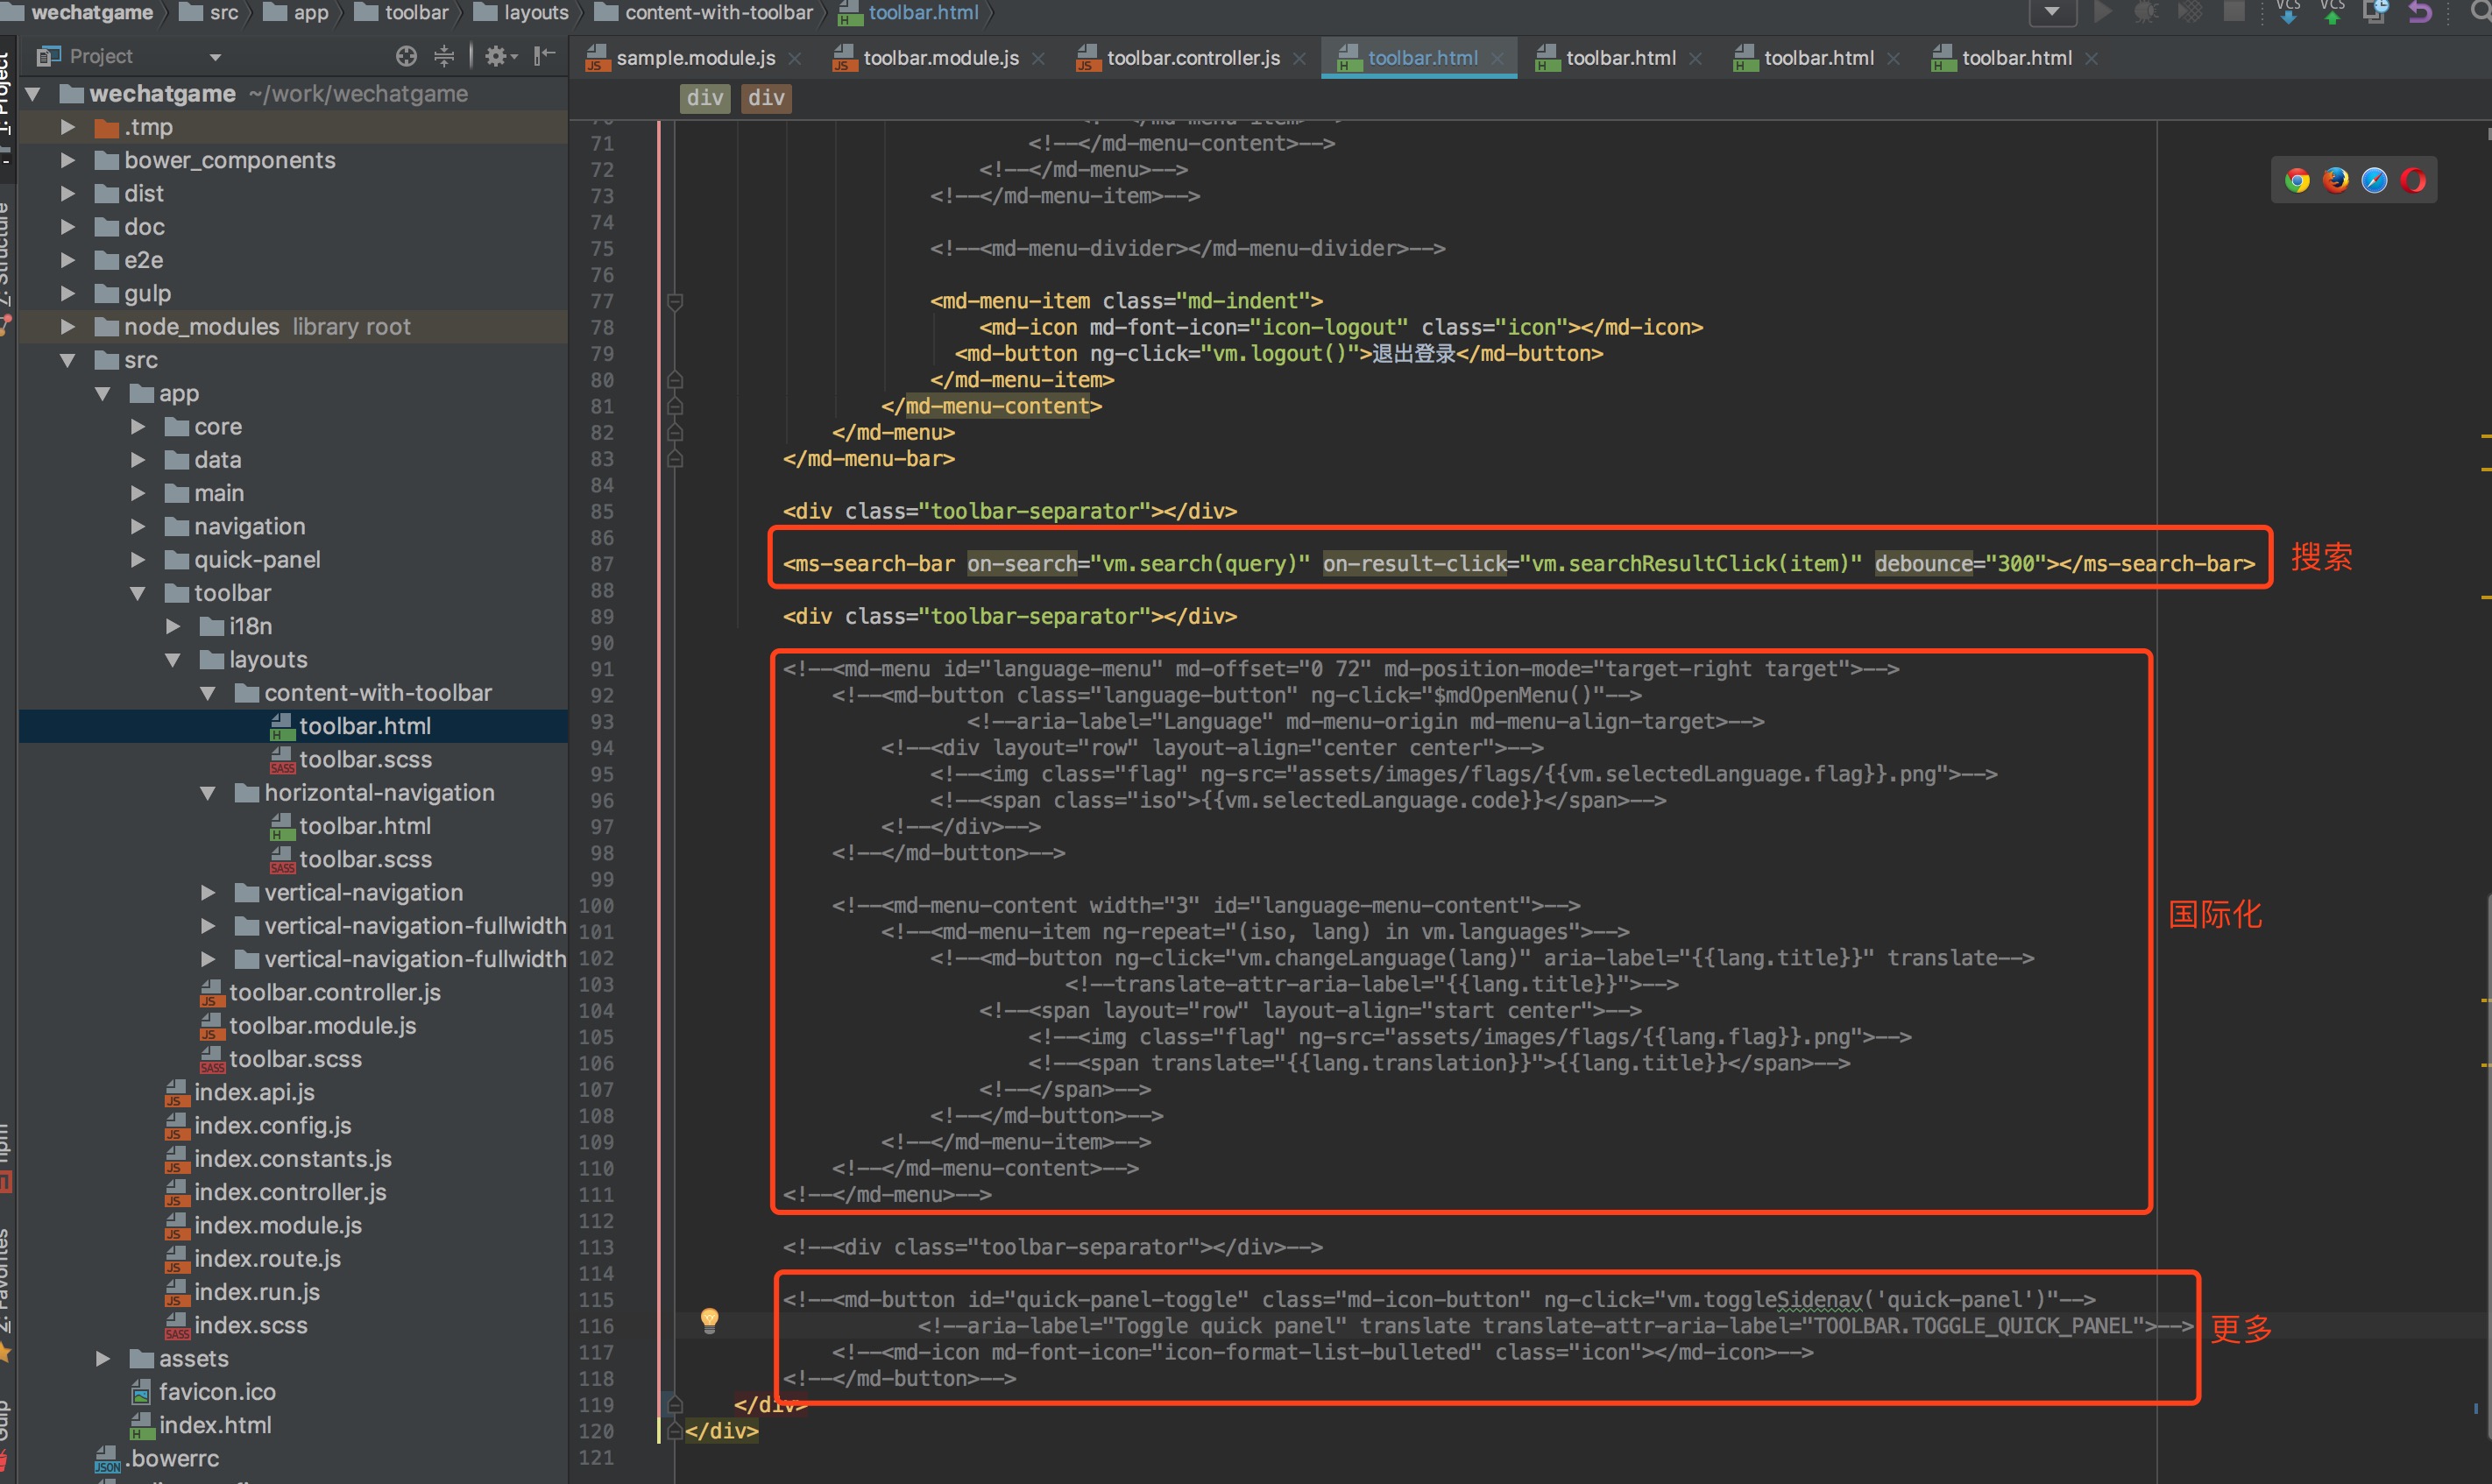 wechatgame src app toolbar layouts content-with-toolbar toolbar.html
VCS VCS
Project
sample.module.js toolbar.module.js toolbar.controller.js toolbar.html toolbar.html toolbar.html toolbar.html
div div
wechatgame ~/work/wechatgame
.tmp
bower_components
dist
doc
e2e
gulp
node_modules library root
src
app
core
data
main
navigation
quick-panel
toolbar
i18n
layouts
content-with-toolbar
toolbar.html
toolbar.scss
horizontal-navigation
toolbar.html
toolbar.scss
vertical-navigation
vertical-navigation-fullwidth
vertical-navigation-fullwidth
toolbar.controller.js
toolbar.module.js
toolbar.scss
index.api.js
index.config.js
index.constants.js
index.controller.js
index.module.js
index.route.js
index.run.js
index.scss
assets
favicon.ico
index.html
.bowerrc
71 <!--</md-menu-content>-->
72 <!--</md-menu>-->
73 <!--</md-menu-item>-->
74
75 <!--<md-menu-divider></md-menu-divider>-->
76
77 <md-menu-item class="md-indent">
78 <md-icon md-font-icon="icon-logout" class="icon"></md-icon>
79 <md-button ng-click="vm.logout()">退出登录</md-button>
80 </md-menu-item>
81 </md-menu-content>
82 </md-menu>
83 </md-menu-bar>
84
85 <div class="toolbar-separator"></div>
86
87 <ms-search-bar on-search="vm.search(query)" on-result-click="vm.searchResultClick(item)" debounce="300"></ms-search-bar>
搜索
88
89 <div class="toolbar-separator"></div>
90
91 <!--<md-menu id="language-menu" md-offset="0 72" md-position-mode="target-right target">-->
92 <!--<md-button class="language-button" ng-click="$mdOpenMenu()"-->
93 <!--aria-label="Language" md-menu-origin md-menu-align-target>-->
94 <!--<div layout="row" layout-align="center center">-->
95 <!--<img class="flag" ng-src="assets/images/flags/{{vm.selectedLanguage.flag}}.png">-->
96 <!--<span class="iso">{{vm.selectedLanguage.code}}</span>-->
97 <!--</div>-->
98 <!--</md-button>-->
99
100 <!--<md-menu-content width="3" id="language-menu-content">-->
国际化
101 <!--<md-menu-item ng-repeat="(iso, lang) in vm.languages">-->
102 <!--<md-button ng-click="vm.changeLanguage(lang)" aria-label="{{lang.title}}" translate-->
103 <!--translate-attr-aria-label="{{lang.title}}">-->
104 <!--<span layout="row" layout-align="start center">-->
105 <!--<img class="flag" ng-src="assets/images/flags/{{lang.flag}}.png">-->
106 <!--<span translate="{{lang.translation}}">{{lang.title}}</span>-->
107 <!--</span>-->
108 <!--</md-button>-->
109 <!--</md-menu-item>-->
110 <!--</md-menu-content>-->
111 <!--</md-menu>-->
112
113 <!--<div class="toolbar-separator"></div>-->
114
115 <!--<md-button id="quick-panel-toggle" class="md-icon-button" ng-click="vm.toggleSidenav('quick-panel')"-->
116 <!--aria-label="Toggle quick panel" translate translate-attr-aria-label="TOOLBAR.TOGGLE_QUICK_PANEL">-->
更多
117 <!--<md-icon md-font-icon="icon-format-list-bulleted" class="icon"></md-icon>-->
118 <!--</md-button>-->
119 </div>
120 </div>
121